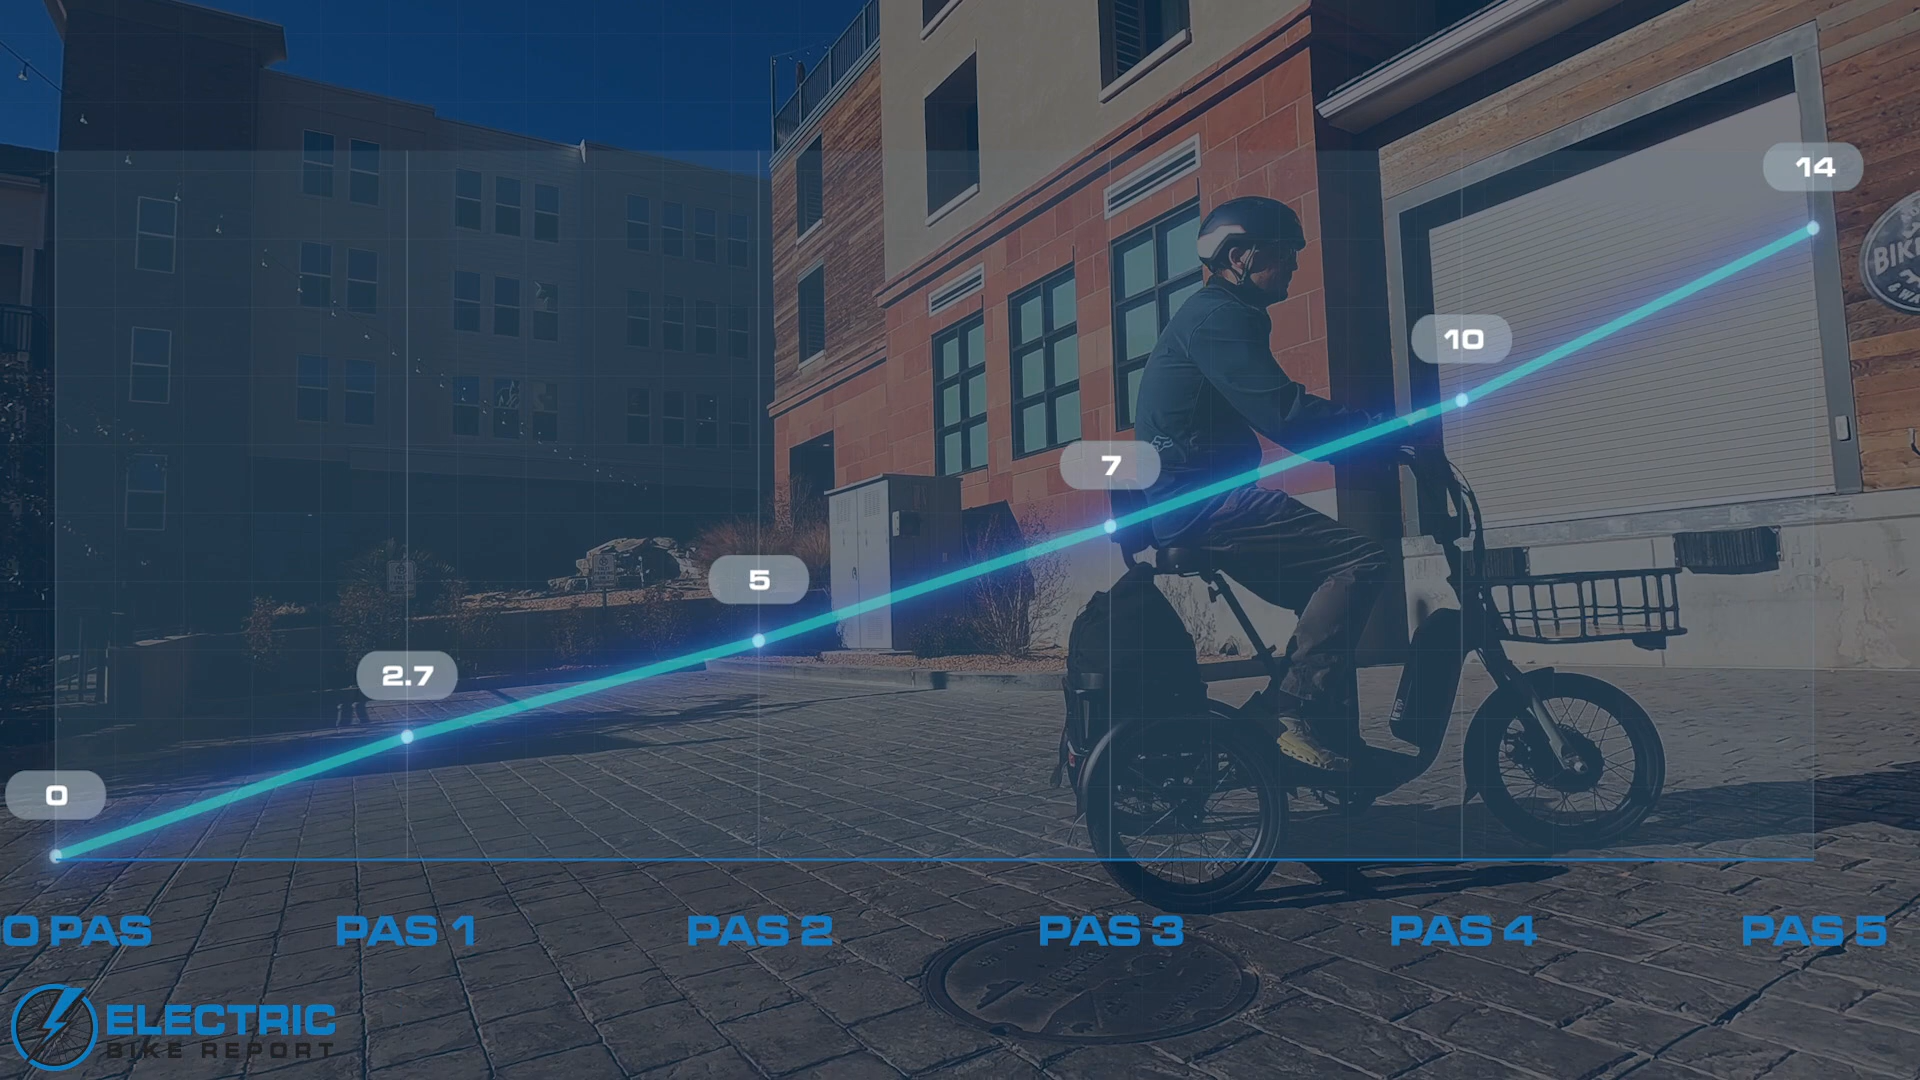 14
10
7
5
2.7
0
0 PAS
PAS 1
PAS 2
PAS 3
PAS 4
PAS 5
ELECTRIC
BIKE REPORT